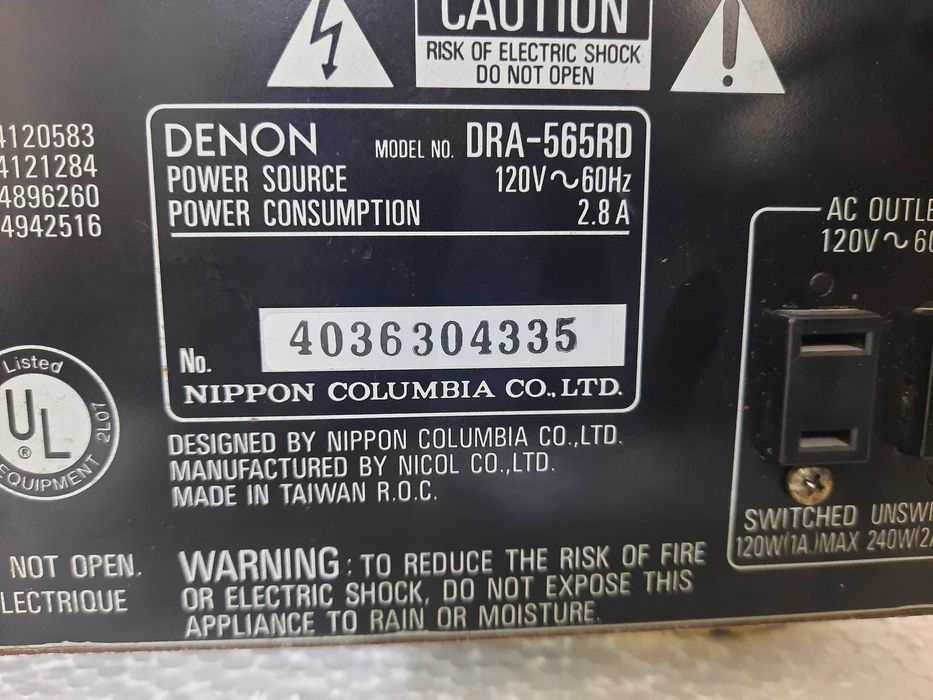 CAUTION
RISK OF ELECTRIC SHOCK
DO NOT OPEN
4120583
4121284
4896260
4942516
DENON MODEL NO. DRA-565RD
POWER SOURCE 120V~60Hz
POWER CONSUMPTION 2.8 A
No. 4036304335
NIPPON COLUMBIA CO., LTD.
DESIGNED BY NIPPON COLUMBIA CO.,LTD.
MANUFACTURED BY NICOL CO.,LTD.
MADE IN TAIWAN R.O.C.
Listed
UL
®
2L07
EQUIPMENT
NOT OPEN.
LECTRIQUE
WARNING : TO REDUCE THE RISK OF FIRE
OR ELECTRIC SHOCK, DO NOT EXPOSE THIS
APPLIANCE TO RAIN OR MOISTURE.
AC OUTLE
120V~60
SWITCHED UNSWI
120W(1A.)MAX 240W(2A